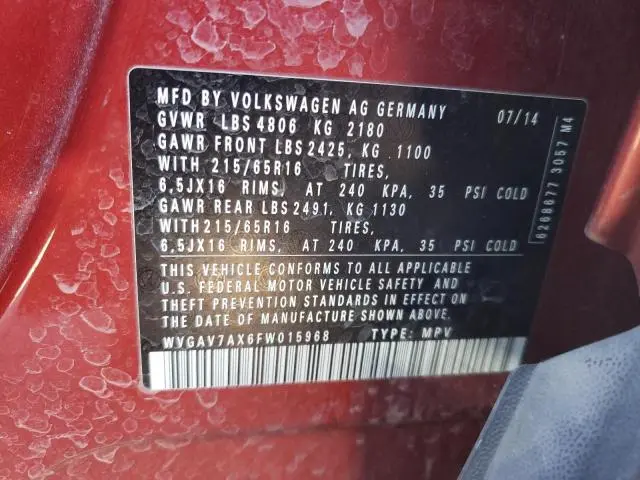 MFD BY VOLKSWAGEN AG GERMANY 07/14
GVWR LBS 4806 KG 2180
GAWR FRONT LBS 2425, KG 1100
WITH 215/65R16 TIRES,
6,5JX16 RIMS, AT 240 KPA, 35 PSI COLD
GAWR REAR LBS 2491, KG 1130
WITH 215/65R16 TIRES,
6,5JX16 RIMS, AT 240 KPA, 35 PSI COLD
THIS VEHICLE CONFORMS TO ALL APPLICABLE
U.S. FEDERAL MOTOR VEHICLE SAFETY AND
THEFT PREVENTION STANDARDS IN EFFECT ON
THE DATE OF MANUFACTURE SHOWN ABOVE.
WVGAV7AX6FW015968 TYPE: MPV
6268677 3057 M4